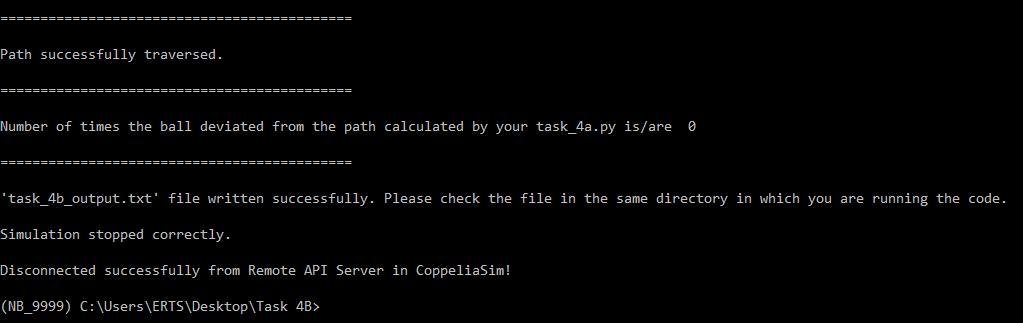 ============================================
Path successfully traversed.
============================================
Number of times the ball deviated from the path calculated by your task_4a.py is/are  0
============================================
'task_4b_output.txt' file written successfully. Please check the file in the same directory in which you are running the code.
Simulation stopped correctly.
Disconnected successfully from Remote API Server in CoppeliaSim!
(NB_9999) C:\Users\ERTS\Desktop\Task 4B>